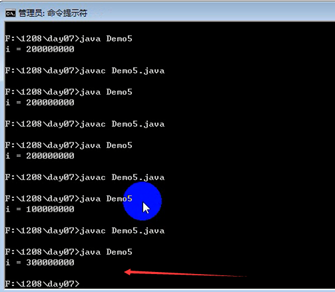 管理员: 命令提示符
F:\1208\day07>java Demo5
i = 200000000
F:\1208\day07>javac Demo5.java
F:\1208\day07>java Demo5
i = 200000000
F:\1208\day07>javac Demo5.java
F:\1208\day07>java Demo5
i = 200000000
F:\1208\day07>javac Demo5.java
F:\1208\day07>java Demo5
i = 100000000
F:\1208\day07>javac Demo5.java
F:\1208\day07>java Demo5
i = 300000000
F:\1208\day07>